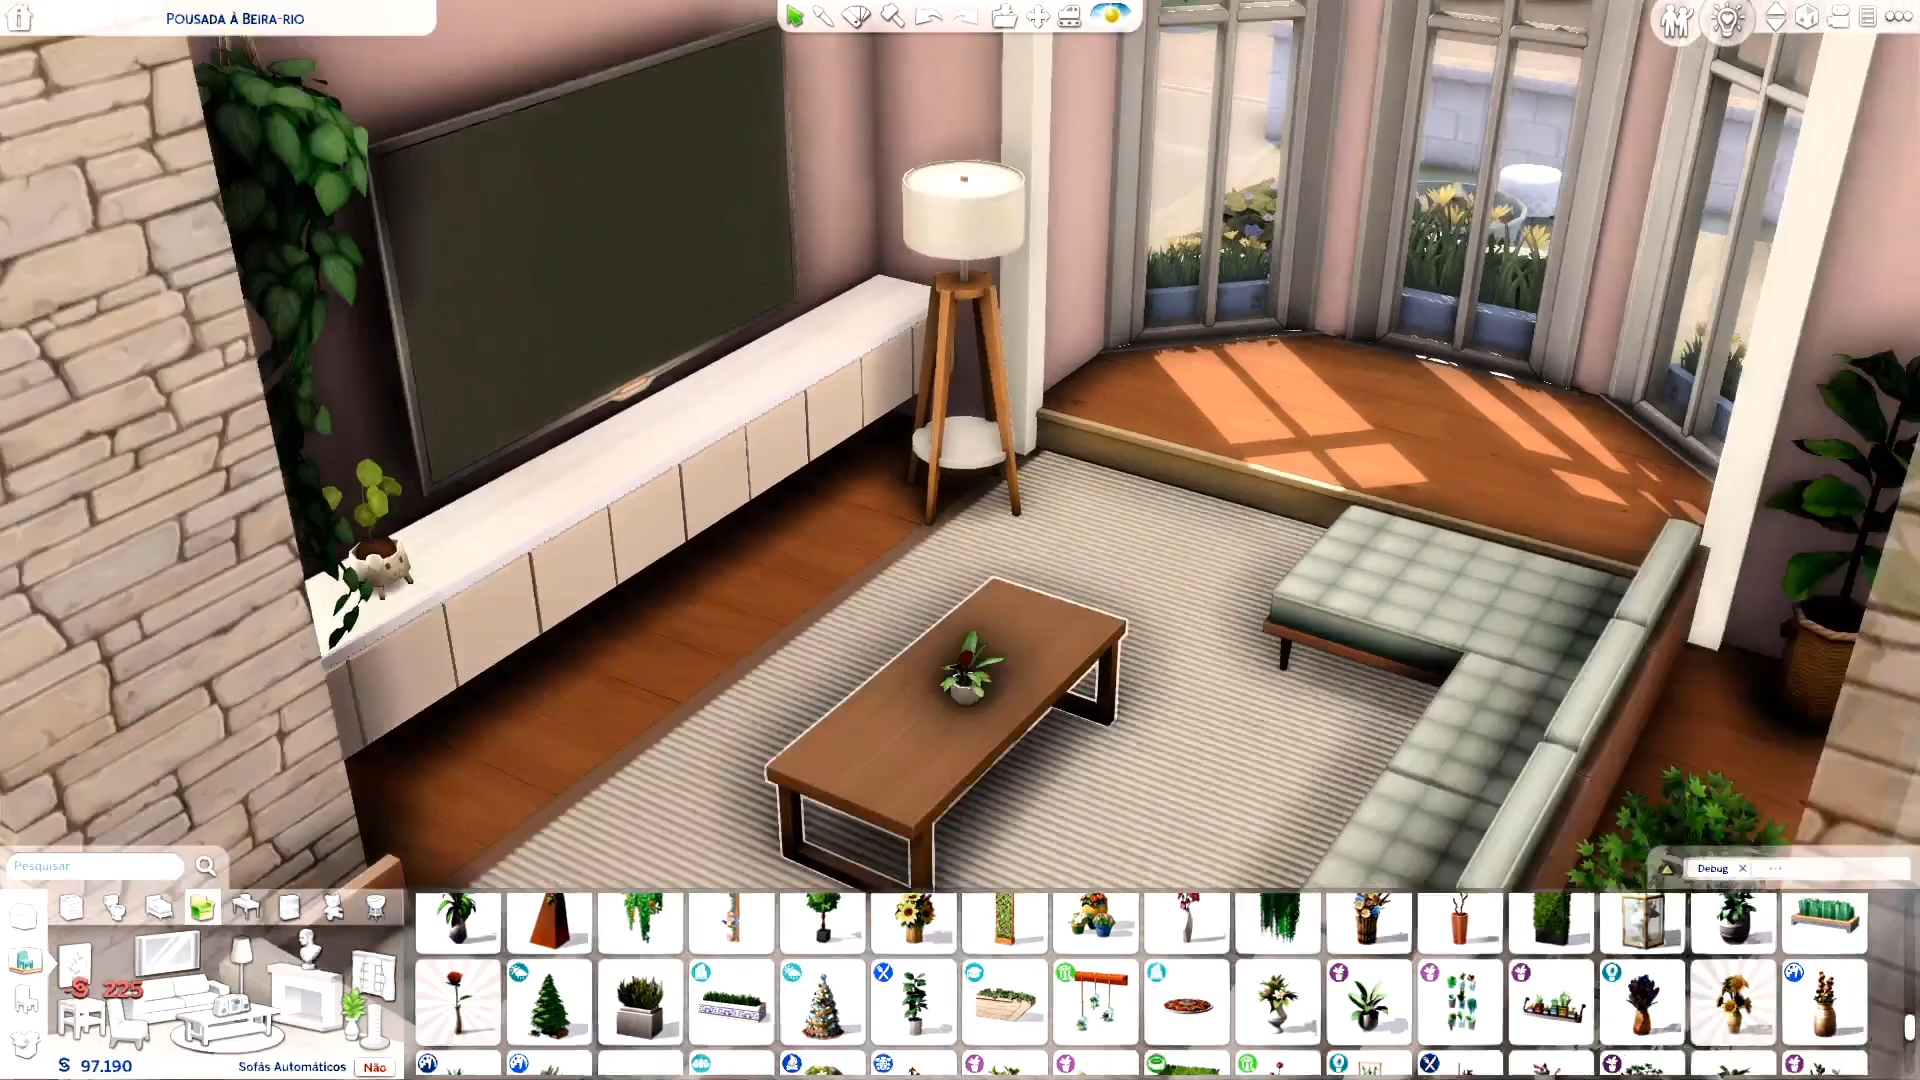 POUSADA À BEIRA-RIO
Pesquisar
Debug
-§ 225
§ 97.190
Sofás Automáticos
Não